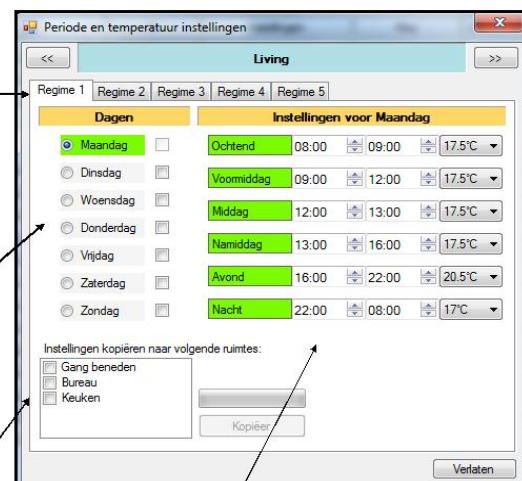 Periode en temperatuur instellingen
<< Living >>
Regime 1 Regime 2 Regime 3 Regime 4 Regime 5
Dagen Instellingen voor Maandag
Maandag Ochtend 08:00 09:00 17.5°C
Dinsdag Voormiddag 09:00 12:00 17.5°C
Woensdag Middag 12:00 13:00 17.5°C
Donderdag
Vrijdag Namiddag 13:00 16:00 17.5°C
Zaterdag Avond 16:00 22:00 20.5°C
Zondag Nacht 22:00 08:00 17°C
Instellingen kopiëren naar volgende ruimtes:
Gang beneden
Bureau
Keuken
Kopiëer
Verlaten